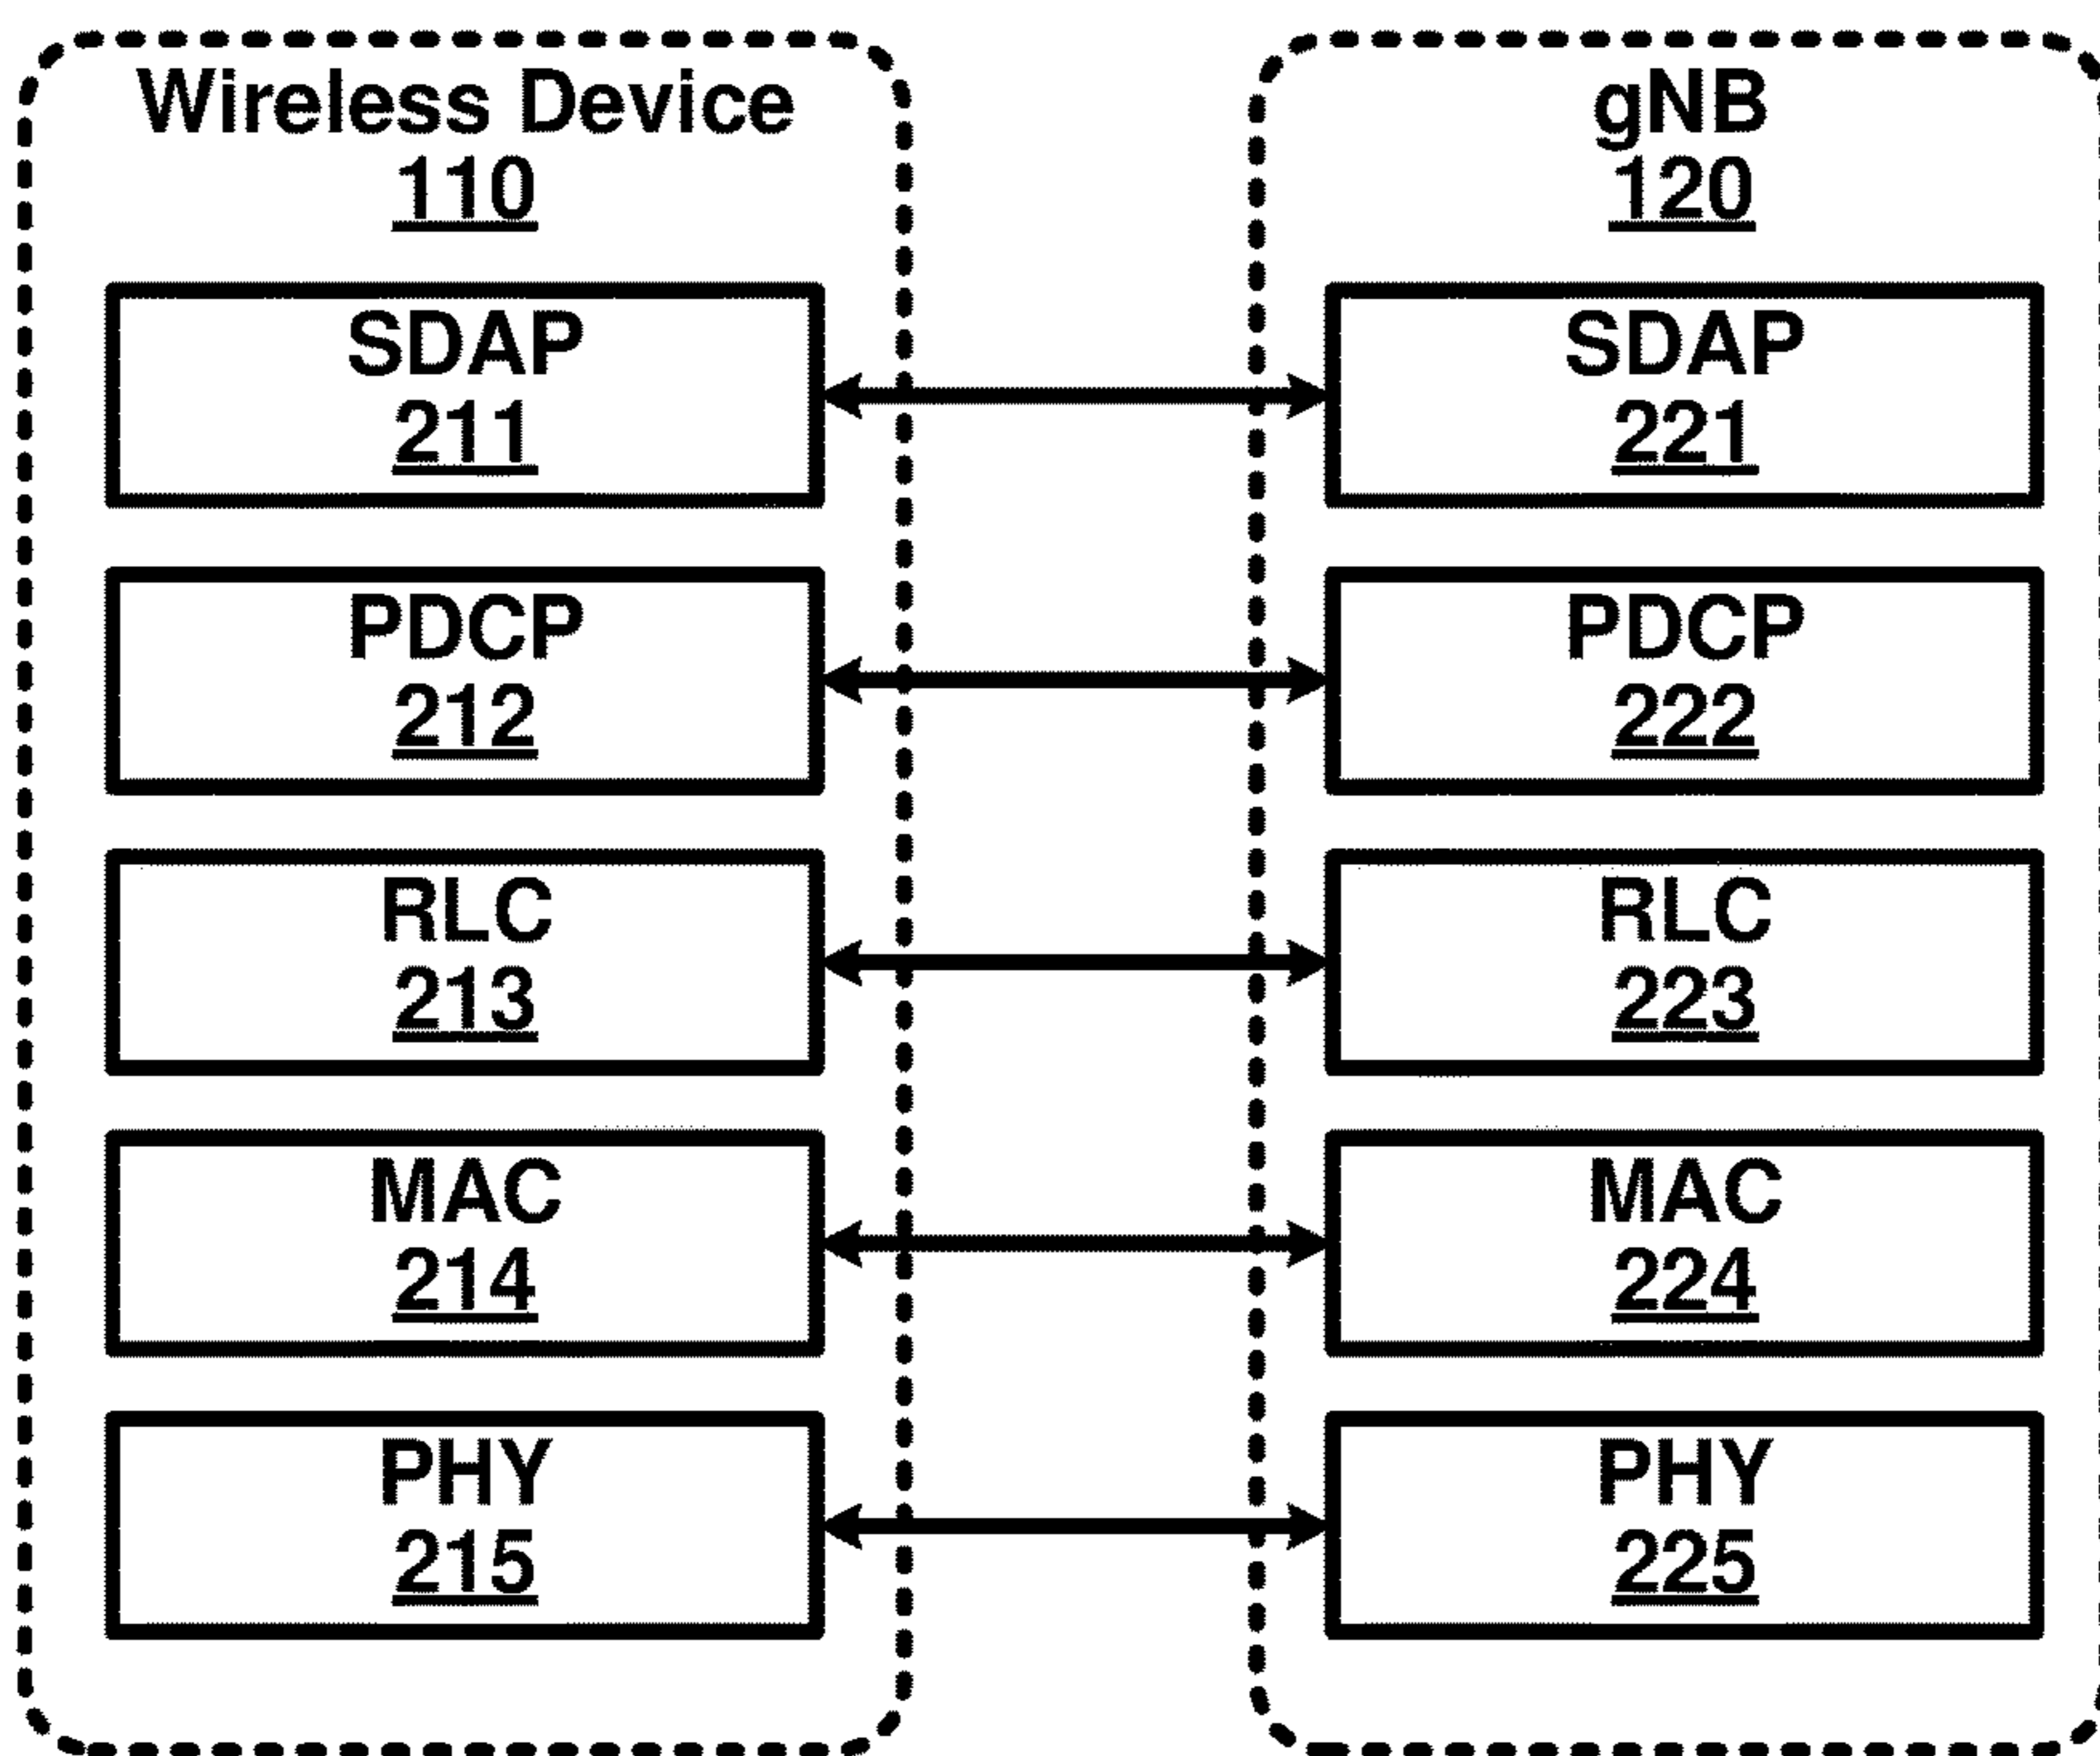 Wireless Device
110
SDAP
211
PDCP
212
RLC
213
MAC
214
PHY
215
gNB
120
SDAP
221
PDCP
222
RLC
223
MAC
224
PHY
225